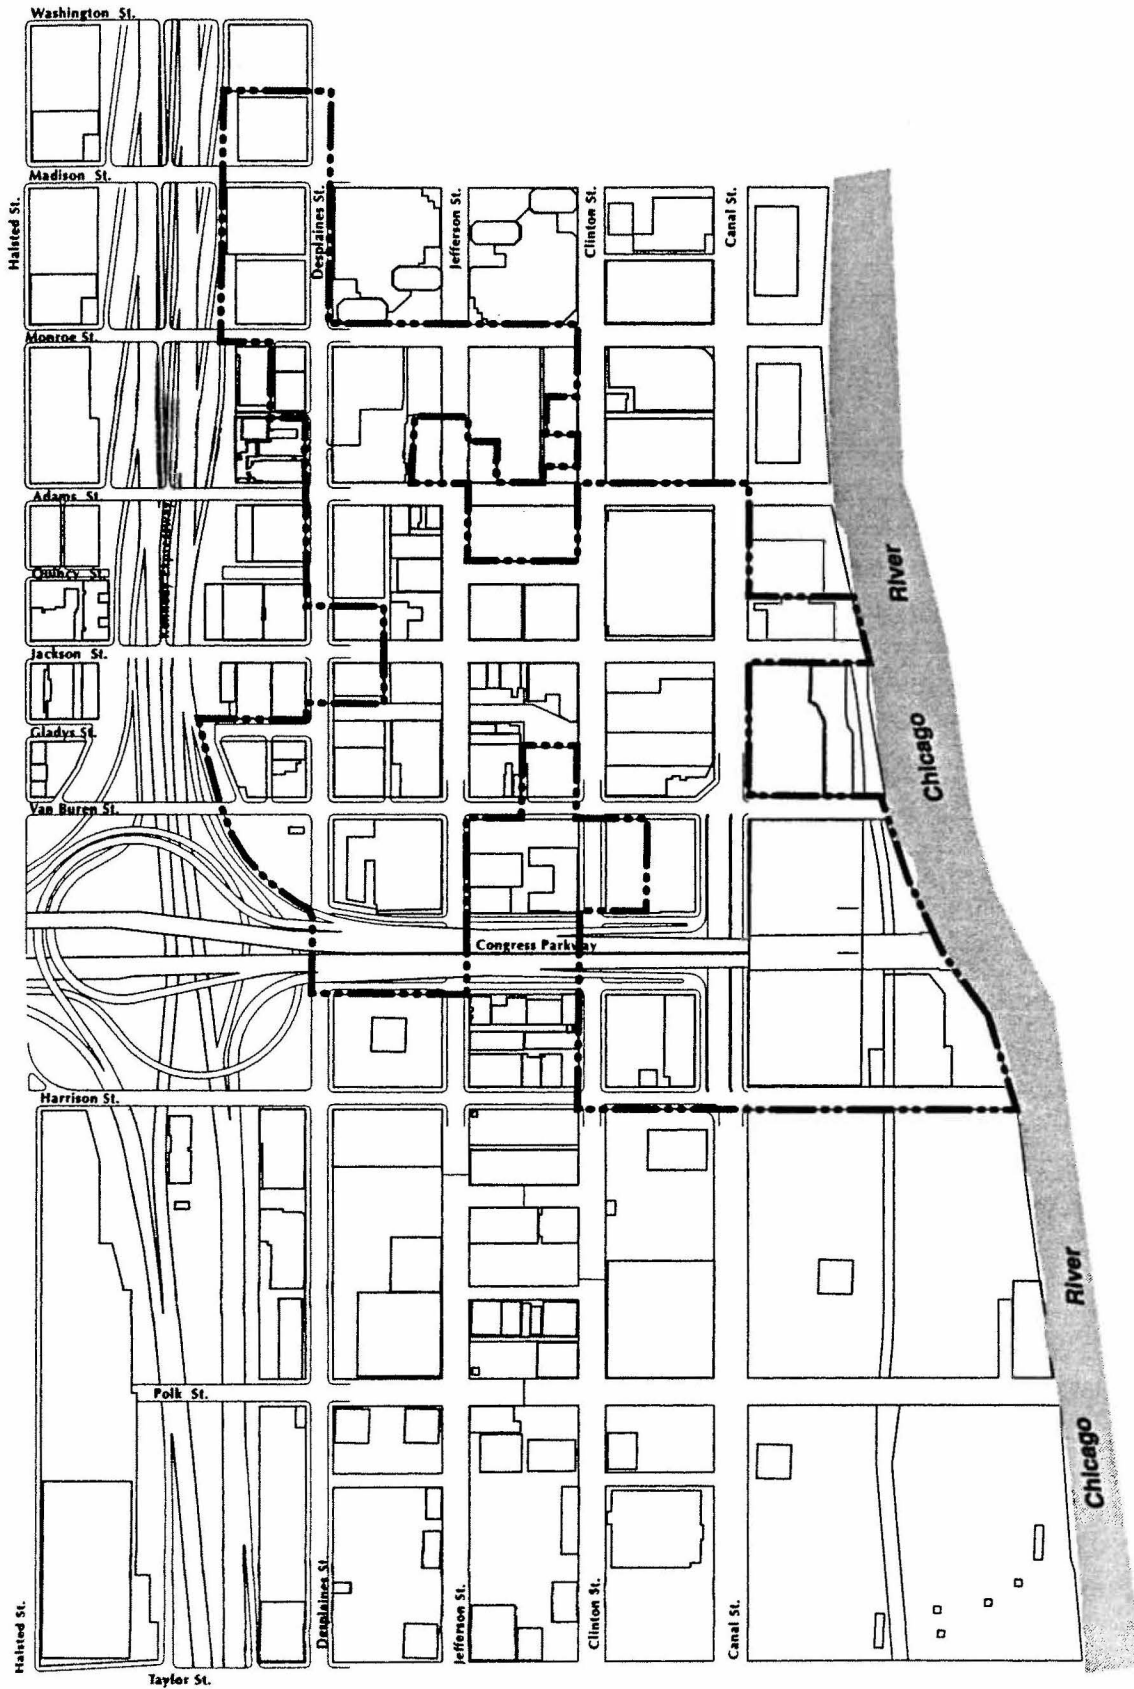 Washington St.
Madison St.
Halsted St.
Desplaines St.
Jefferson St.
Clinton St.
Canal St.
Monroe St.
Adams St.
Kennedy Expressway
Quincy St.
River
Jackson St.
Chicago
Gladys St.
Van Buren St.
Congress Parkway
Harrison St.
River
Polk St.
Chicago
Desplaines St.
Jefferson St.
Clinton St.
Canal St.
Halsted St.
Taylor St.